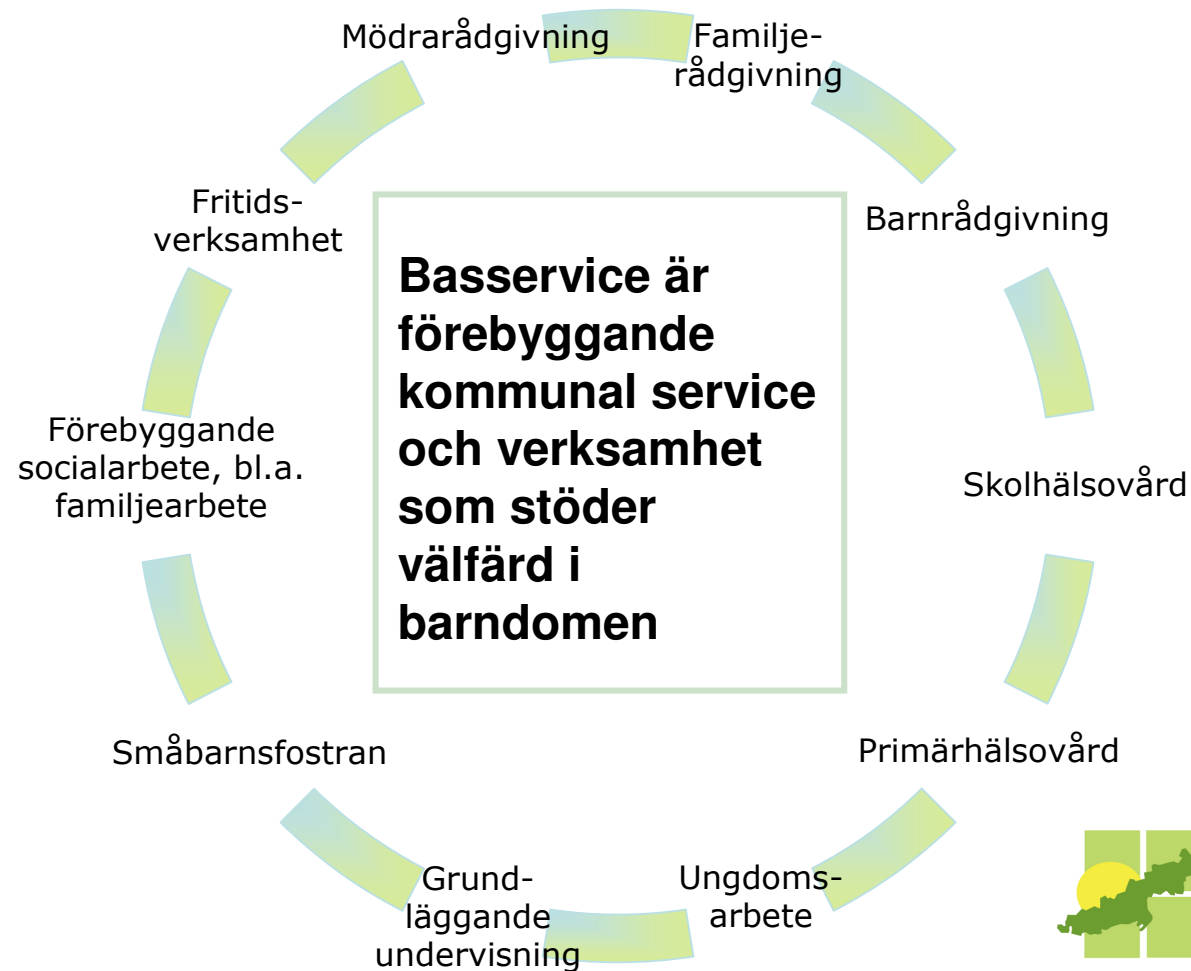 Mödrarådgivning
Familje-
rådgivning
Barnrådgivning
Skolhälsovård
Primärhälsovård
Ungdoms-
arbete
Grund-
läggande
undervisning
Småbarnsfostran
Förebyggande
socialarbete, bl.a.
familjearbete
Fritids-
verksamhet
Basservice är
förebyggande
kommunal service
och verksamhet
som stöder
välfärd i
barndomen